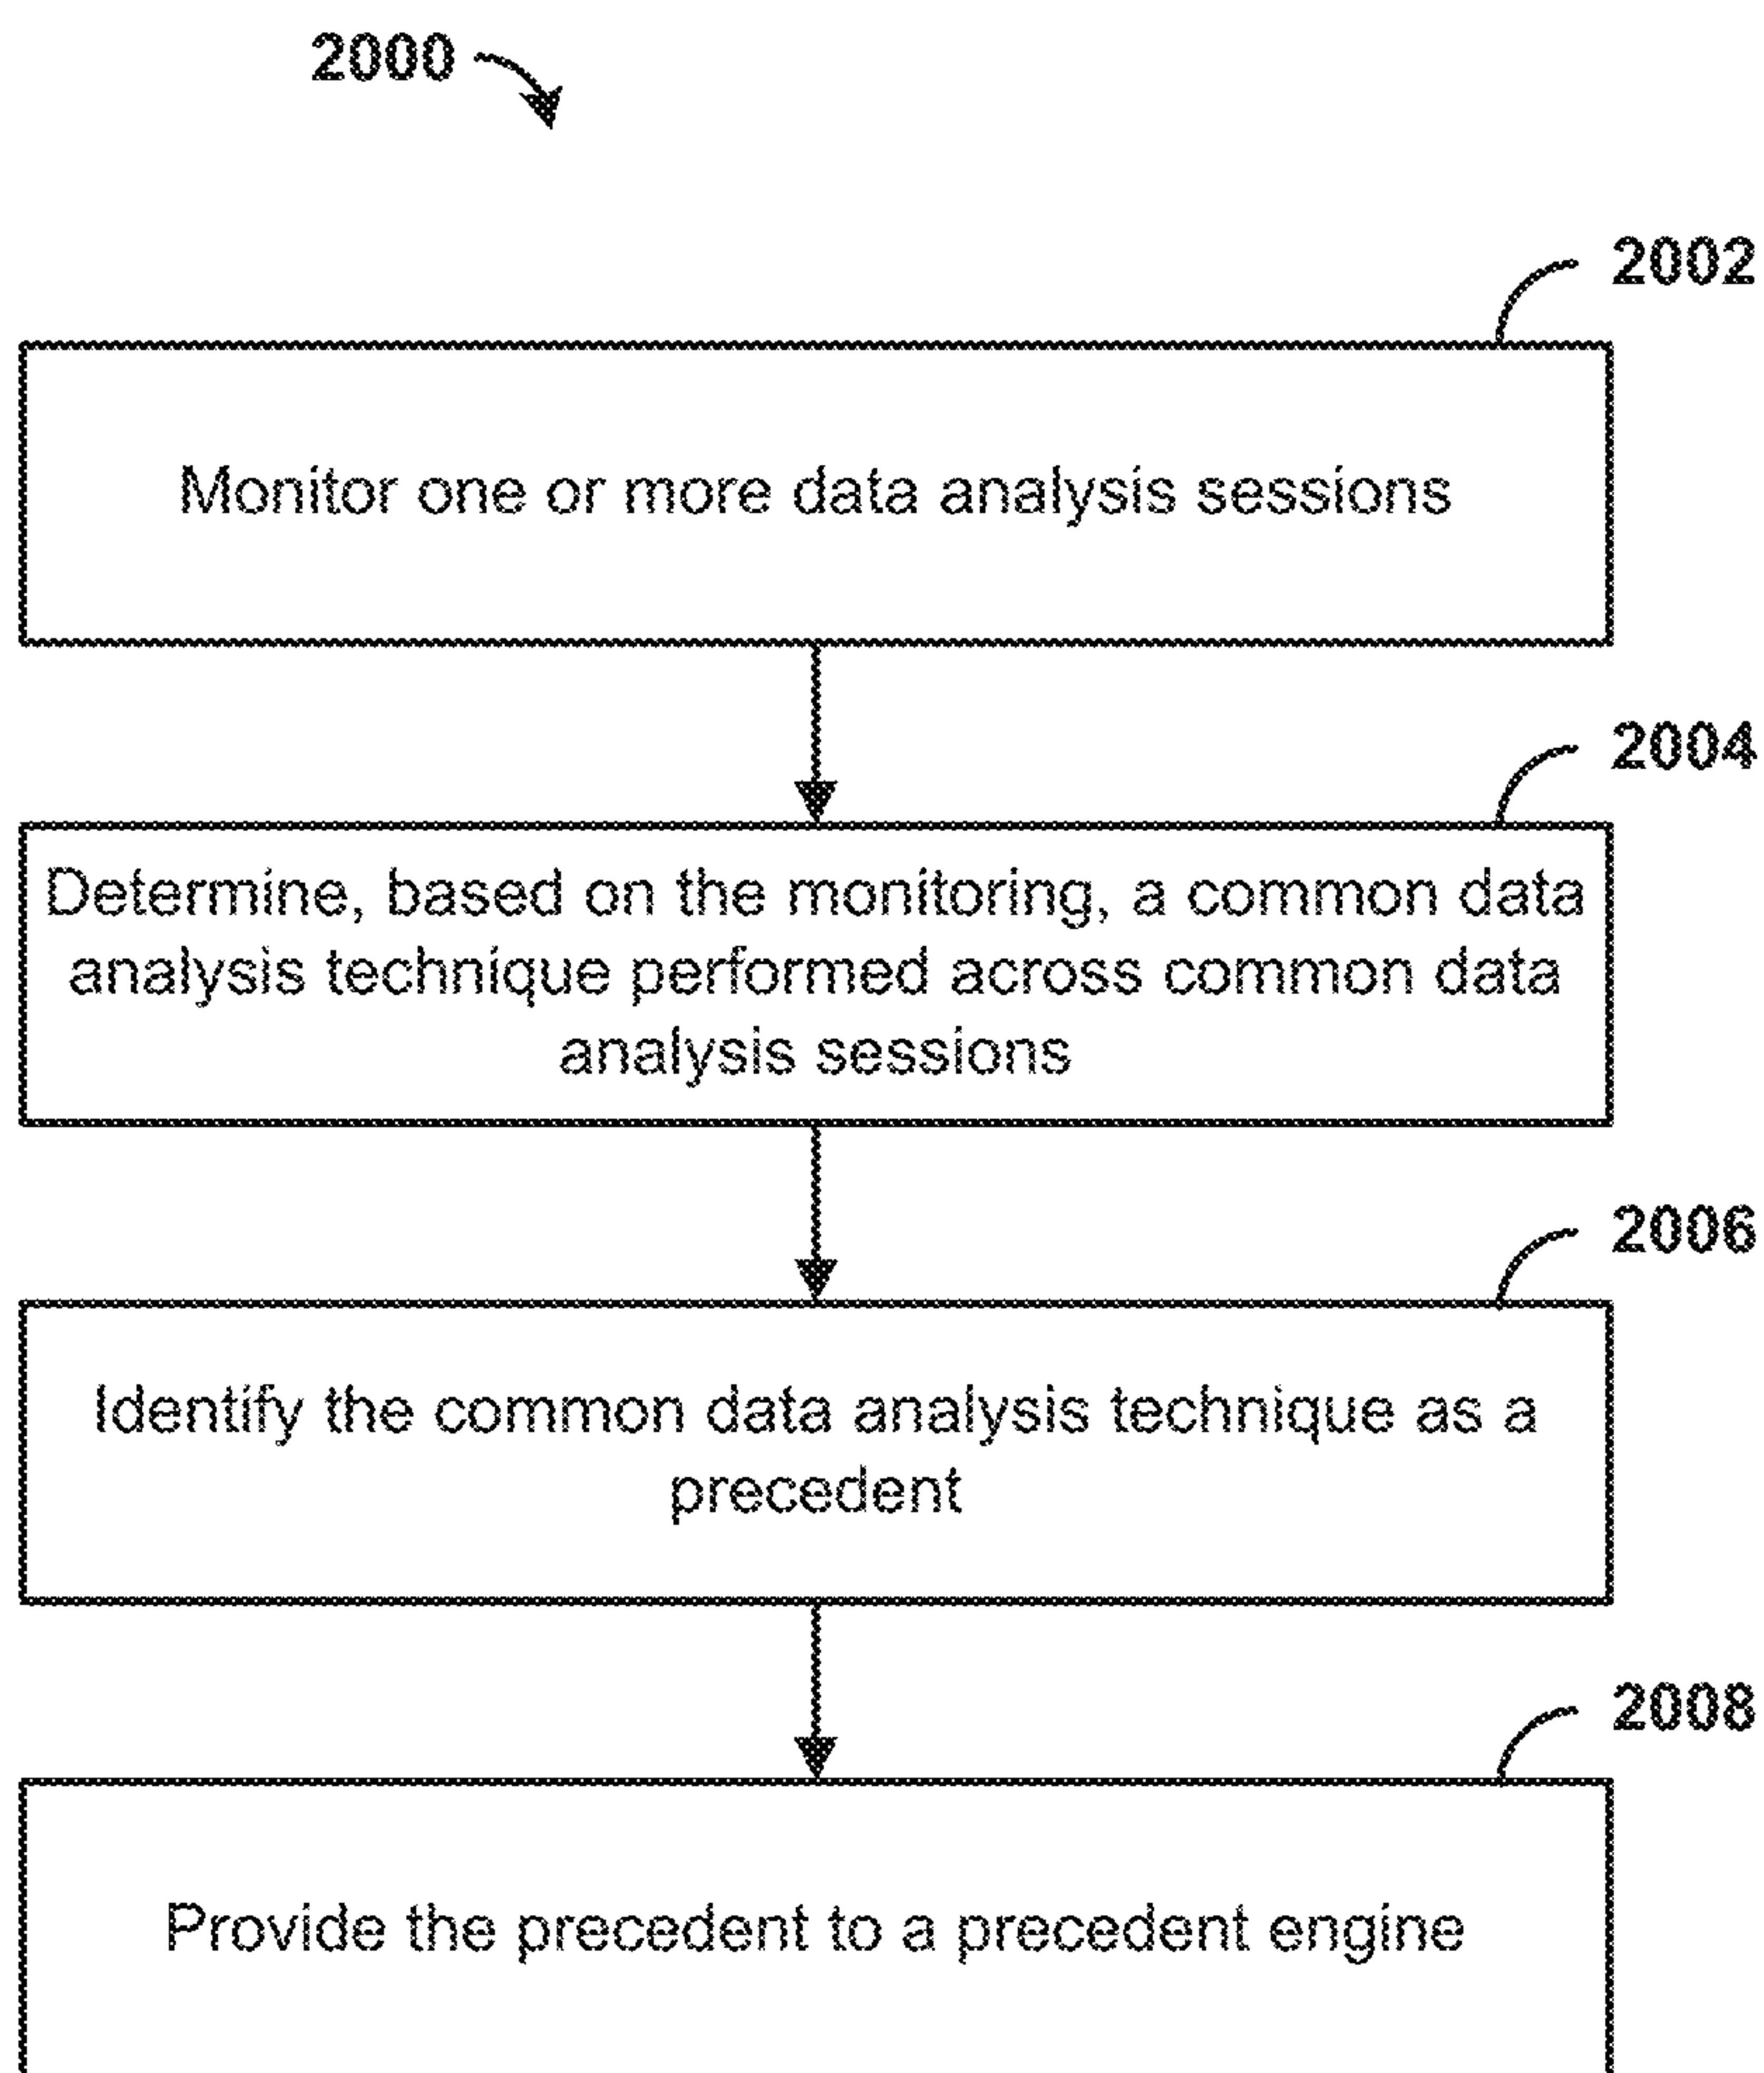 2000
2002
Monitor one or more data analysis sessions
2004
Determine, based on the monitoring, a common data
analysis technique performed across common data
analysis sessions
2006
Identify the common data analysis technique as a
precedent
2008
Provide the precedent to a precedent engine